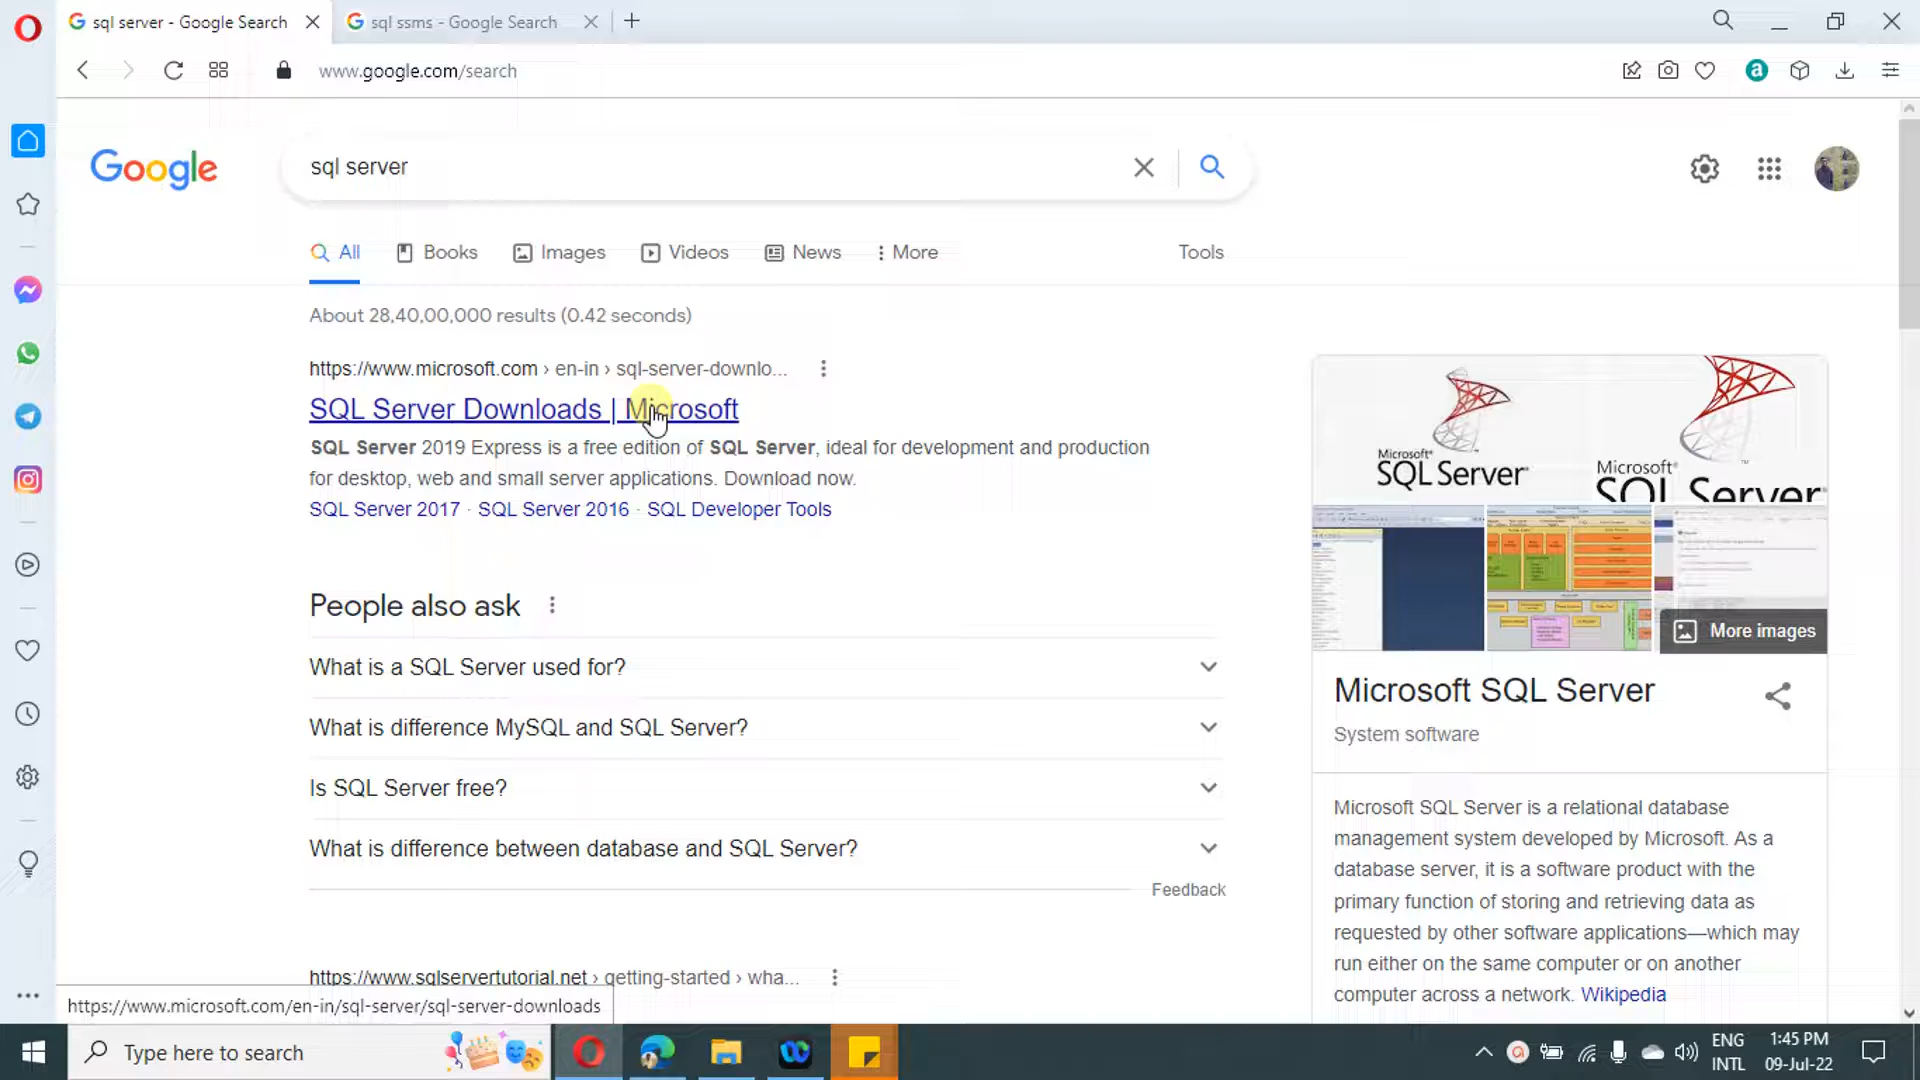 sql server - Google Search
sql ssms - Google Search
www.google.com/search
Google
sql server
All
Books
Images
Videos
News
More
Tools
About 28,40,00,000 results (0.42 seconds)
https://www.microsoft.com › en-in › sql-server-downlo...
SQL Server Downloads | Microsoft
SQL Server 2019 Express is a free edition of SQL Server, ideal for development and production
for desktop, web and small server applications. Download now.
SQL Server 2017 · SQL Server 2016 · SQL Developer Tools
People also ask
What is a SQL Server used for?
What is difference MySQL and SQL Server?
Is SQL Server free?
What is difference between database and SQL Server?
Feedback
https://www.sqlservertutorial.net › getting-started › wha...
https://www.microsoft.com/en-in/sql-server/sql-server-downloads
Microsoft®
SQL Server®
Microsoft®
SQL Server
More images
Microsoft SQL Server
System software
Microsoft SQL Server is a relational database
management system developed by Microsoft. As a
database server, it is a software product with the
primary function of storing and retrieving data as
requested by other software applications—which may
run either on the same computer or on another
computer across a network. Wikipedia
Type here to search
ENG
INTL
1:45 PM
09-Jul-22